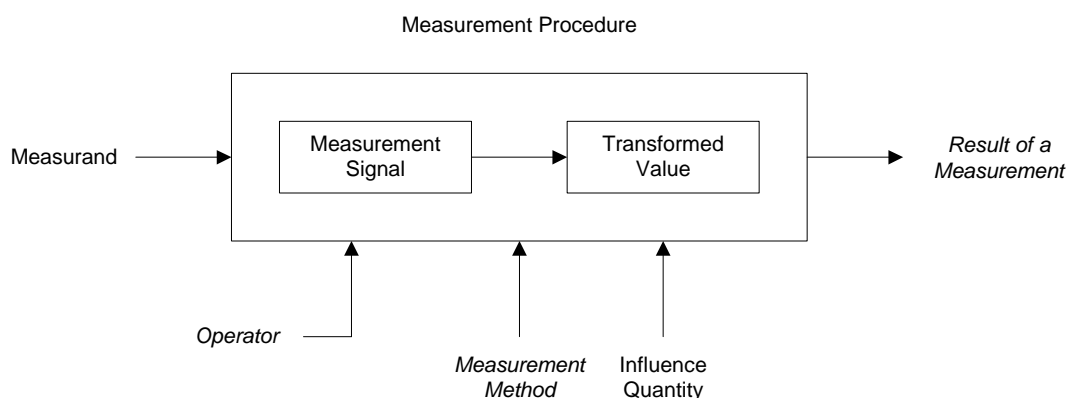 Measurement Procedure
Measurand
Measurement
Signal
Transformed
Value
Result of a
Measurement
Operator
Measurement
Method
Influence
Quantity